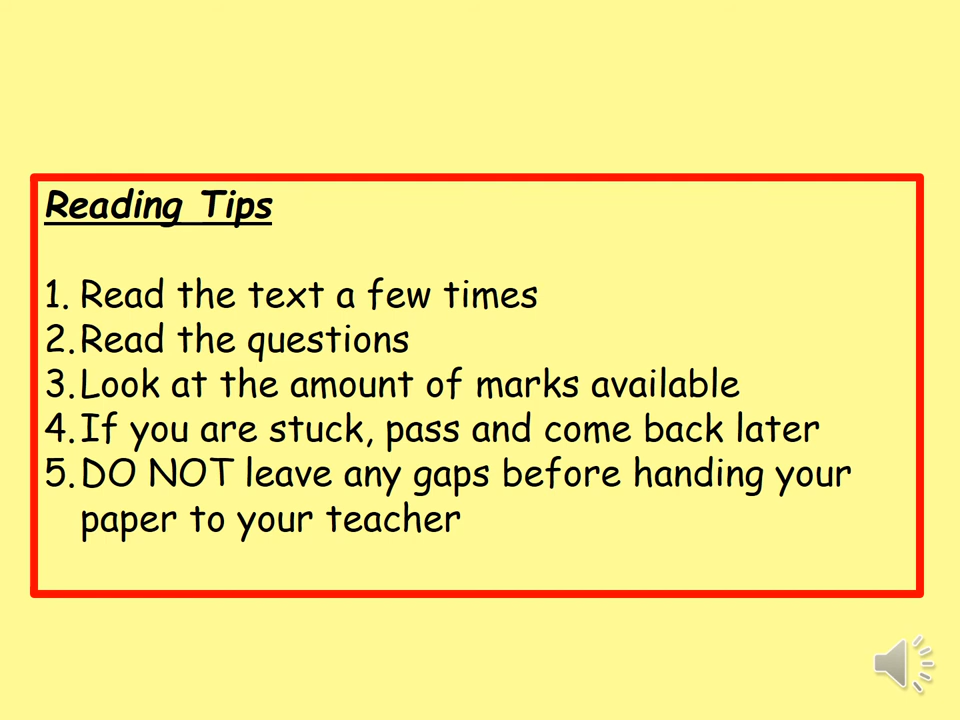 Reading Tips
1. Read the text a few times
2. Read the questions
3. Look at the amount of marks available
4. If you are stuck, pass and come back later
5. DO NOT leave any gaps before handing your
paper to your teacher